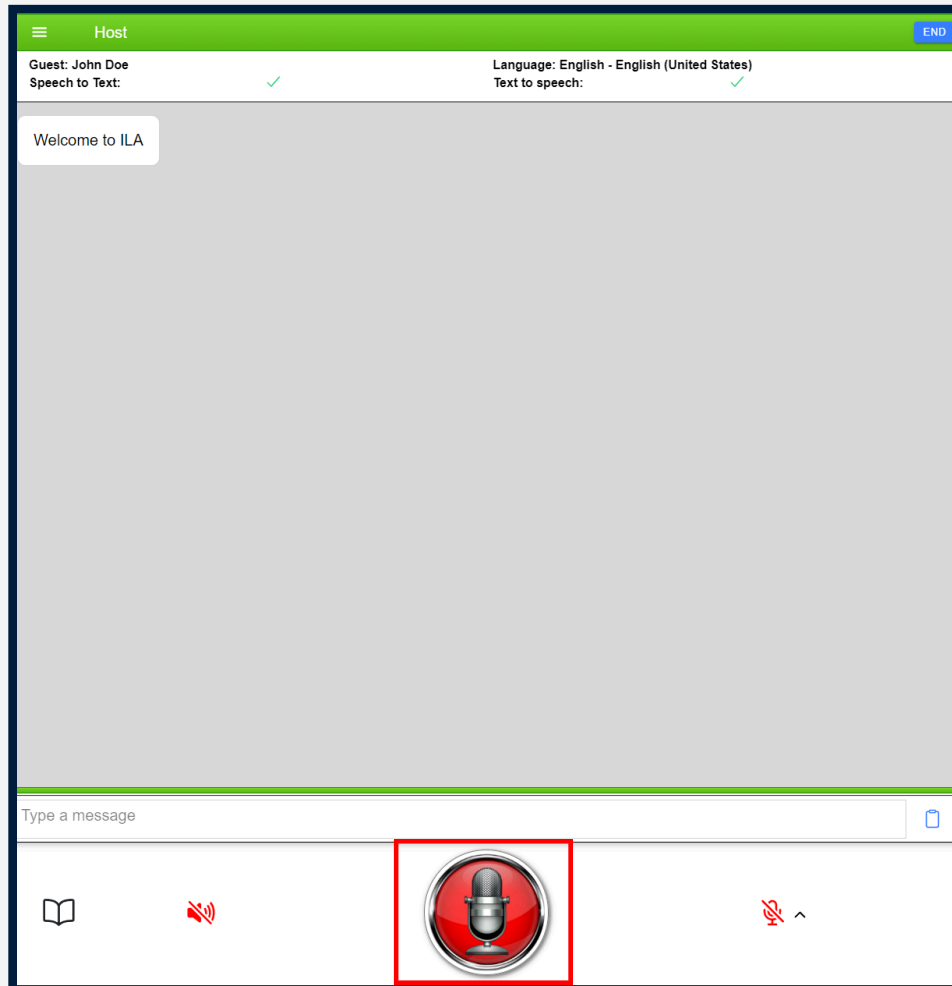 Host
END
Guest: John Doe
Language: English - English (United States)
Speech to Text:
Text to speech:
Welcome to ILA
Type a message